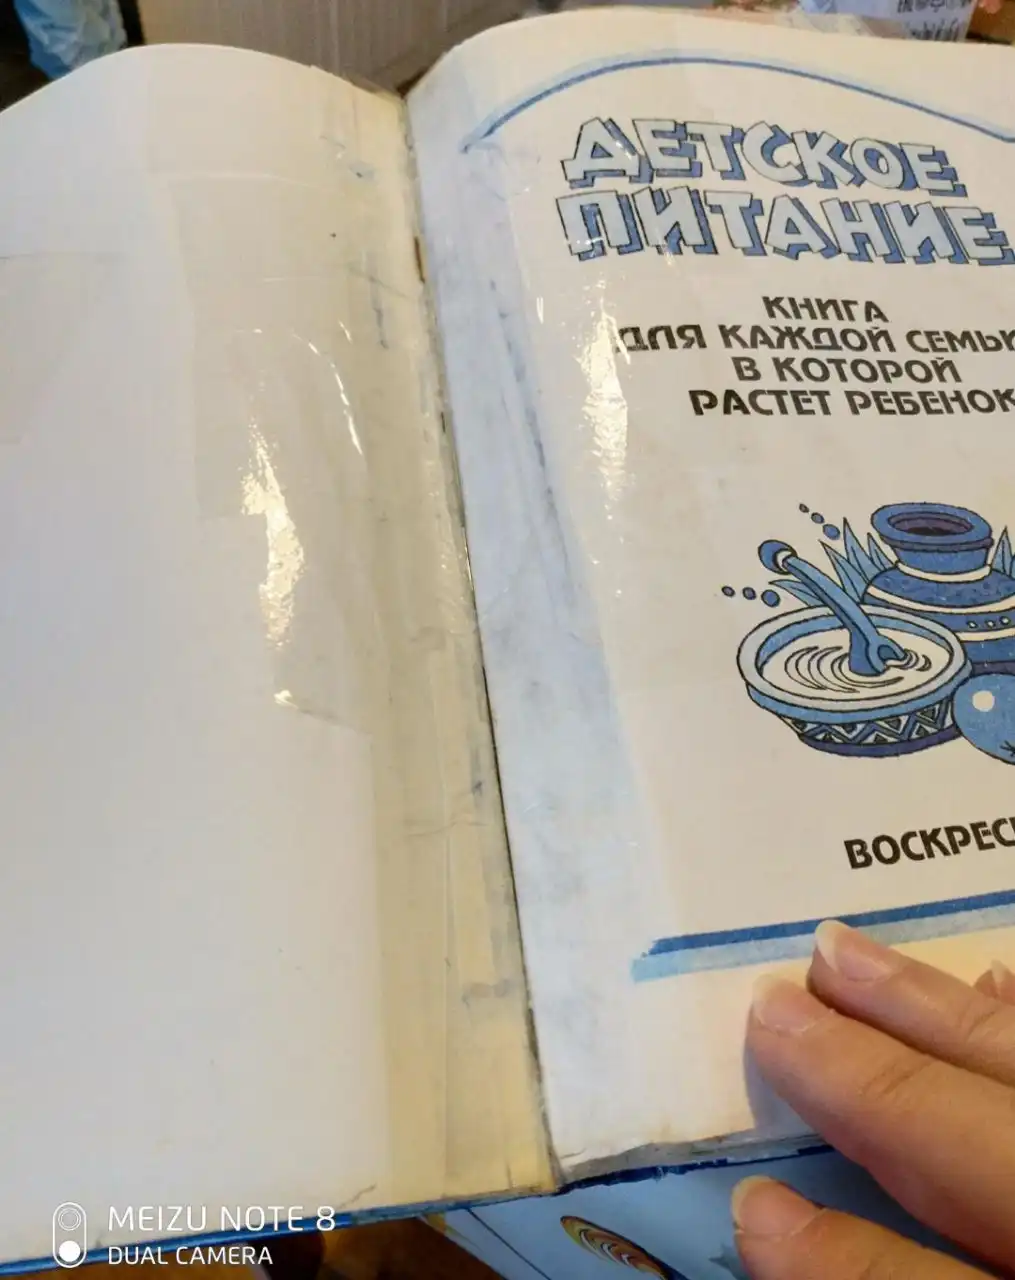 ДЕТСКОЕ
ПИТАНИЕ
КНИГА
ДЛЯ КАЖДОЙ СЕМЬИ
В КОТОРОЙ
РАСТЕТ РЕБЕНОК
MEIZU NOTE 8
DUAL CAMERA